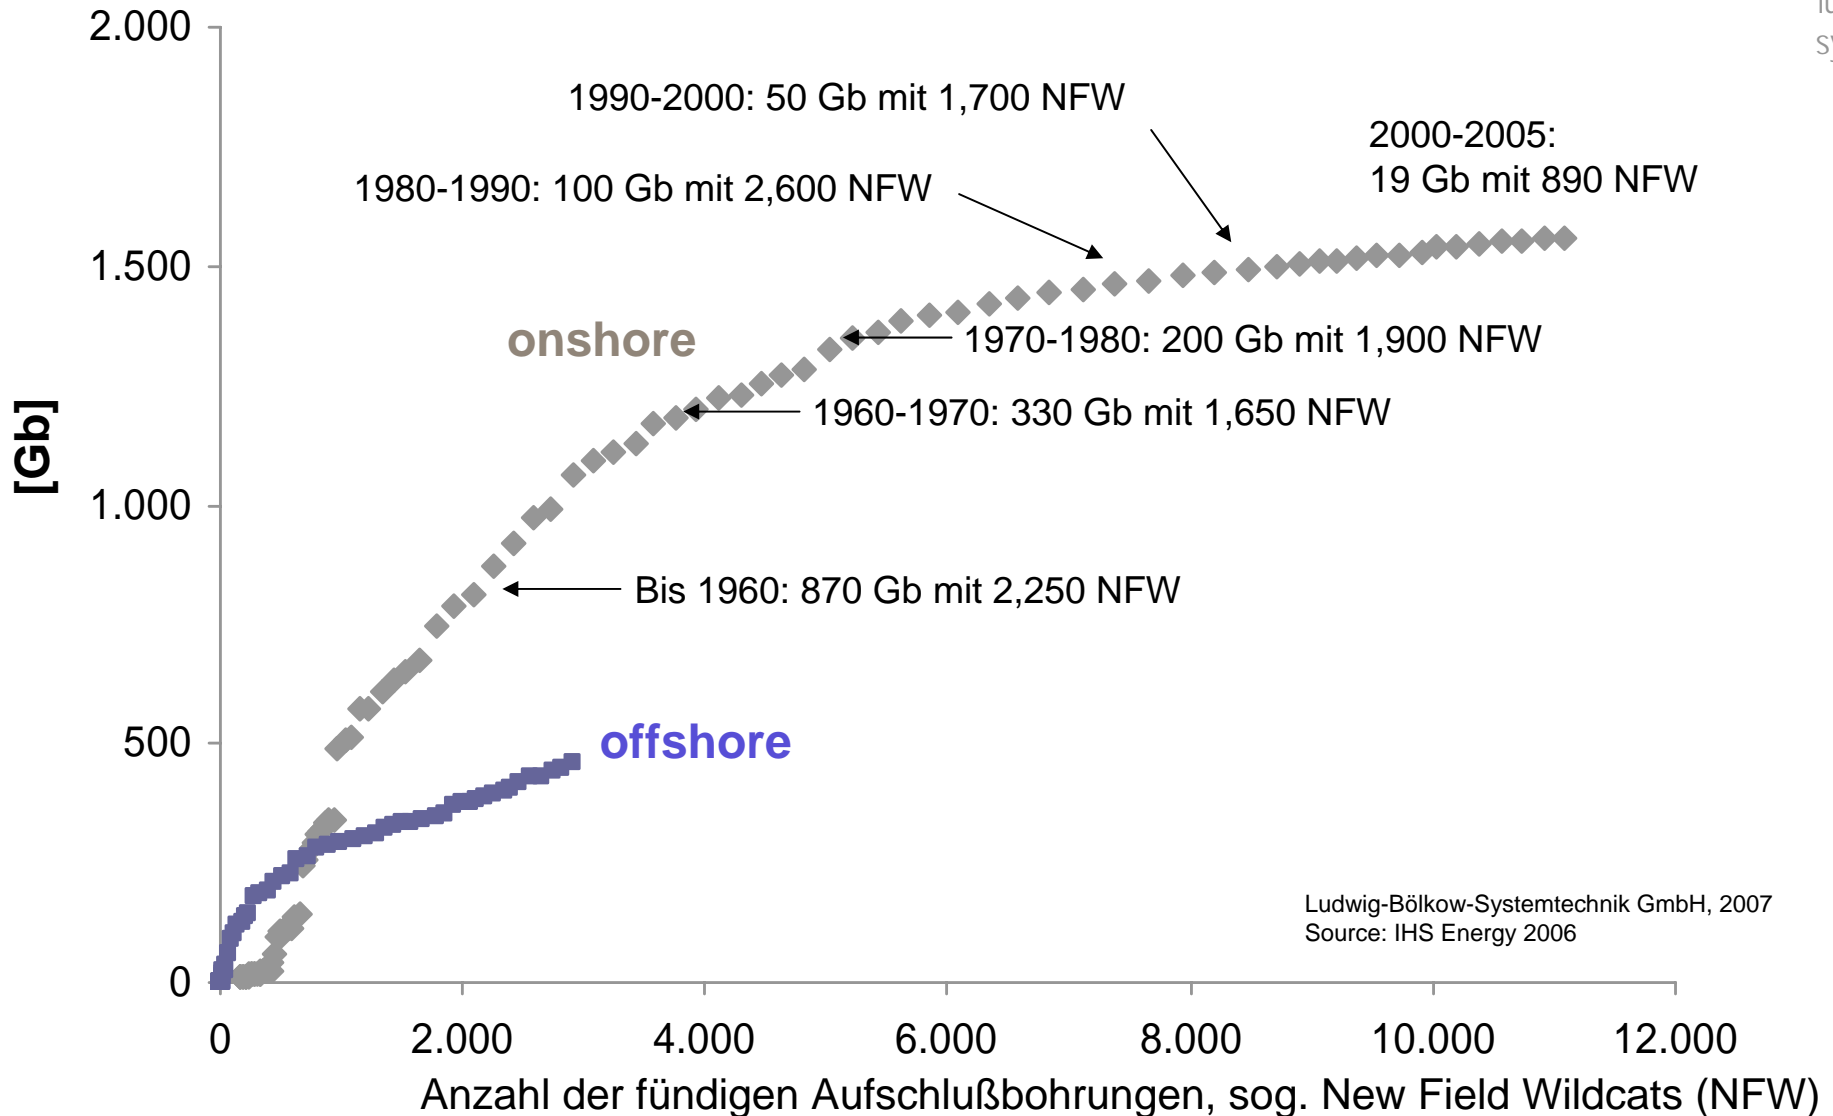 2.000
1990-2000: 50 Gb mit 1,700 NFW
2000-2005:
19 Gb mit 890 NFW
1980-1990: 100 Gb mit 2,600 NFW
1.500
onshore
1970-1980: 200 Gb mit 1,900 NFW
1960-1970: 330 Gb mit 1,650 NFW
[Gb]
1.000
Bis 1960: 870 Gb mit 2,250 NFW
500
offshore
Ludwig-Bölkow-Systemtechnik GmbH, 2007
Source: IHS Energy 2006
0
0 2.000 4.000 6.000 8.000 10.000 12.000
Anzahl der fündigen Aufschlußbohrungen, sog. New Field Wildcats (NFW)